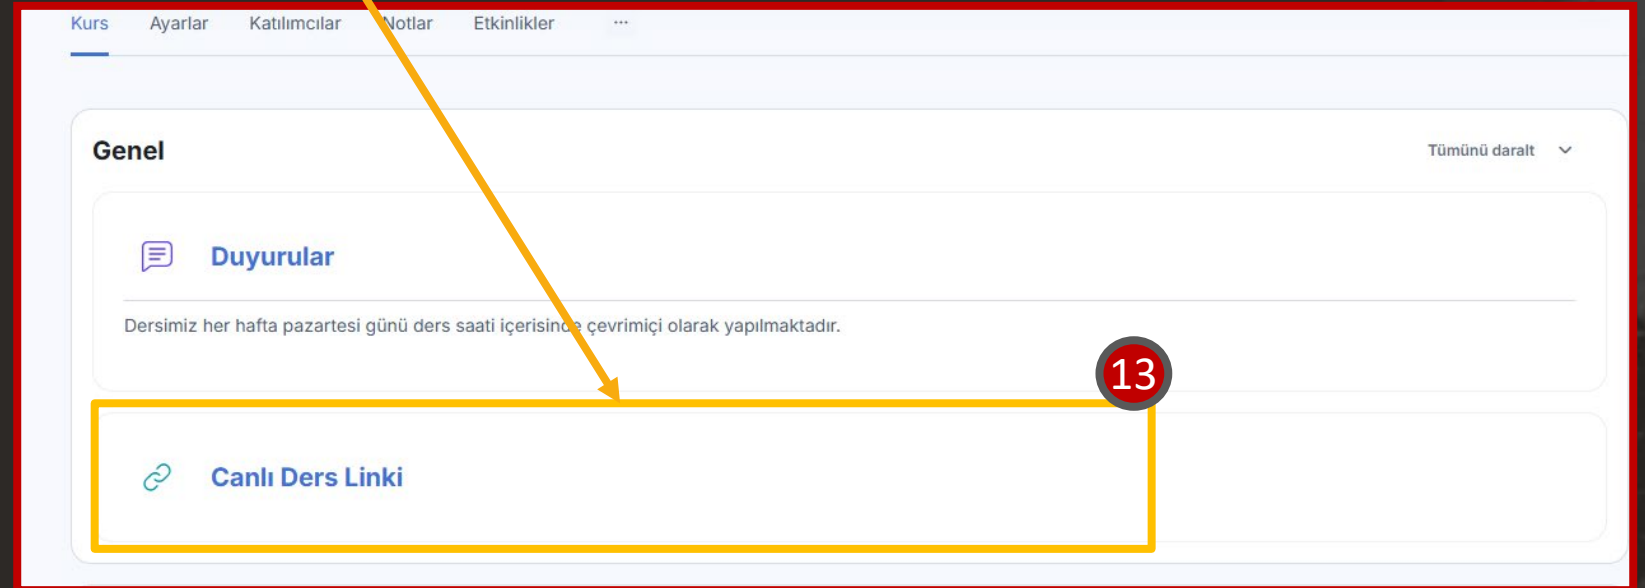 Kurs Ayarlar Katılımcılar Notlar Etkinlikler ...
Genel
Tümünü daralt
Duyurular
Dersimiz her hafta pazartesi günü ders saati içerisinde çevrimiçi olarak yapılmaktadır.
13
Canlı Ders Linki